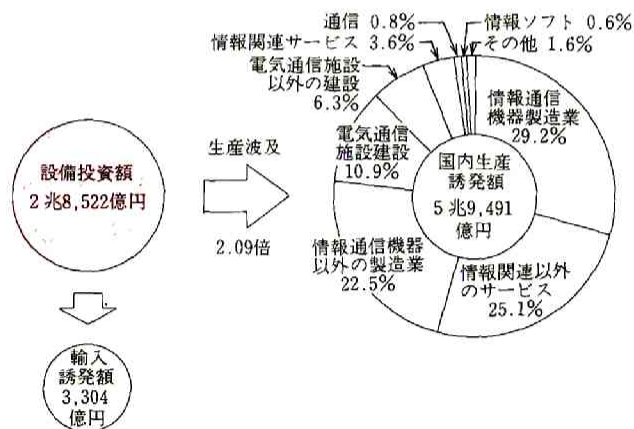 設備投資額
2兆8,522億円
生産波及
2.09倍
輸入
誘発額
3,304
億円
国内生産
誘発額
5兆9,491
億円
通信 0.8%
情報ソフト 0.6%
情報関連サービス 3.6%
その他 1.6%
電気通信施設
以外の建設
6.3%
情報通信
機器製造業
29.2%
電気通信
施設建設
10.9%
情報通信機器
以外の製造業
22.5%
情報関連以外
のサービス
25.1%